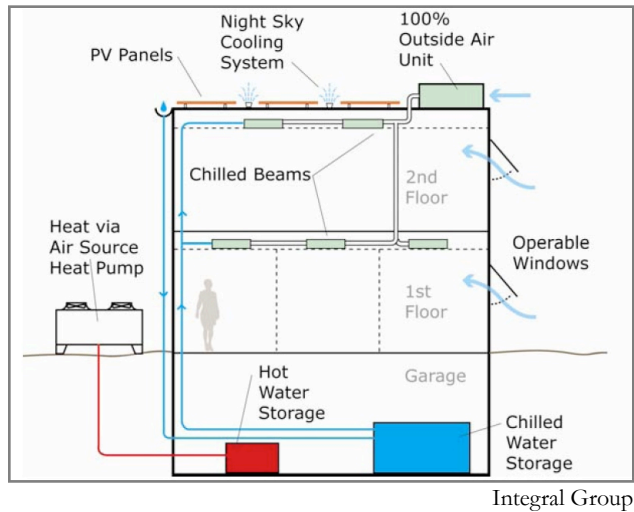 Night Sky
Cooling
System
100%
Outside Air
Unit
PV Panels
Chilled Beams
2nd
Floor
Heat via
Air Source
Heat Pump
Operable
Windows
1st
Floor
Garage
Hot
Water
Storage
Chilled
Water
Storage
Integral Group